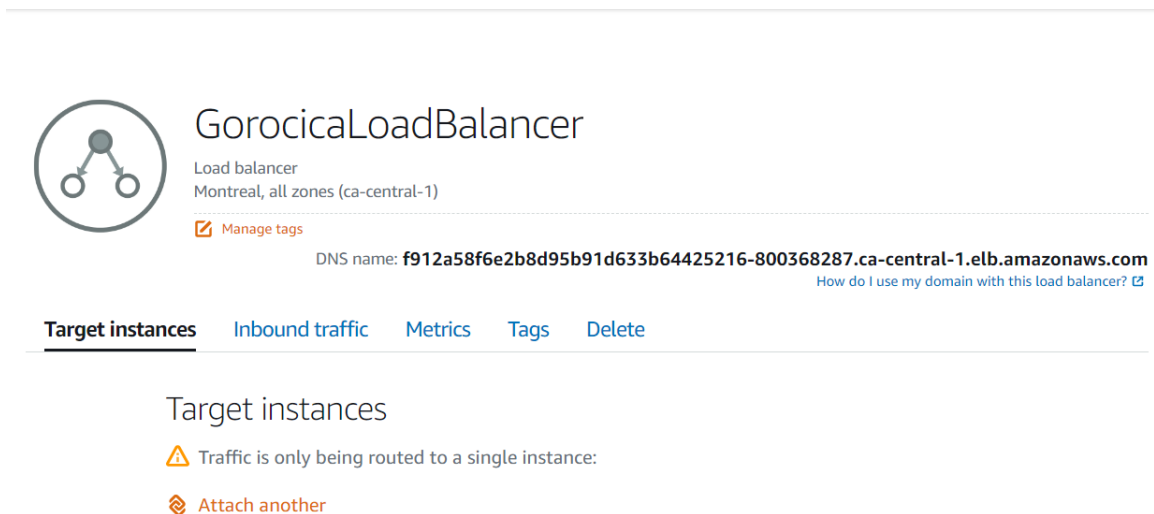 GorocicaLoadBalancer
Load balancer
Montreal, all zones (ca-central-1)
Manage tags
DNS name: f912a58f6e2b8d95b91d633b64425216-800368287.ca-central-1.elb.amazonaws.com
How do I use my domain with this load balancer?
Target instances Inbound traffic Metrics Tags Delete
Target instances
Traffic is only being routed to a single instance:
Attach another